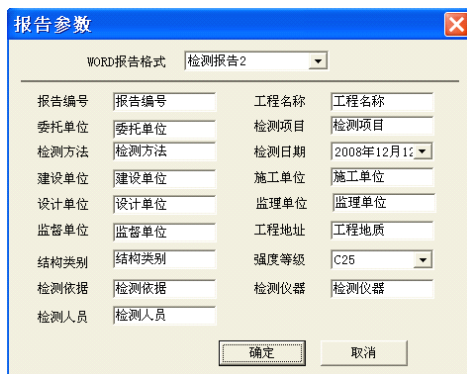 报告参数
WORD报告格式 检测报告2
报告编号 报告编号 工程名称 工程名称
委托单位 委托单位 检测项目 检测项目
检测方法 检测方法 检测日期 2008年12月12
建设单位 建设单位 施工单位 施工单位
设计单位 设计单位 监理单位 监理单位
监督单位 监督单位 工程地址 工程地质
结构类别 结构类别 强度等级 C25
检测依据 检测依据 检测仪器 检测仪器
检测人员 检测人员
确定 取消